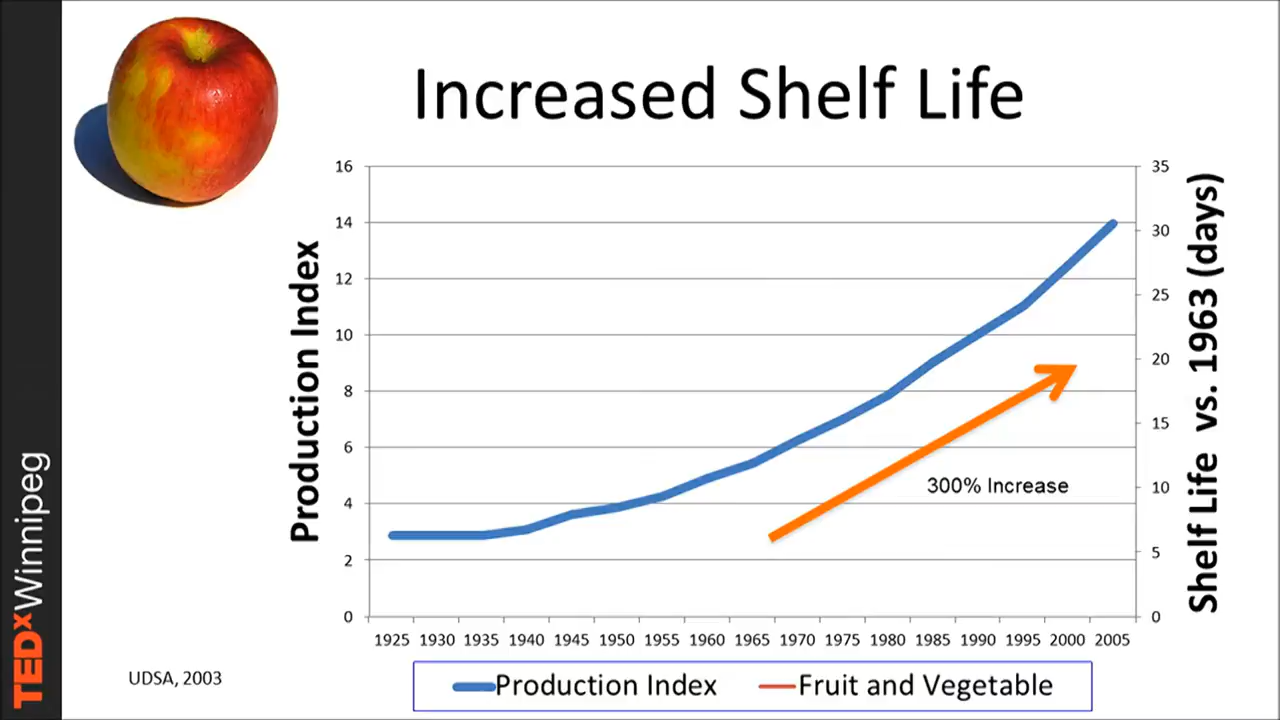 Increased Shelf Life
Production Index
16
14
12
10
8
6
4
2
0
35
30
25
20
15
10
5
0
Shelf Life vs. 1963 (days)
300% Increase
1925 1930 1935 1940 1945 1950 1955 1960 1965 1970 1975 1980 1985 1990 1995 2000 2005
Production Index Fruit and Vegetable
UDSA, 2003
TEDxWinnipeg